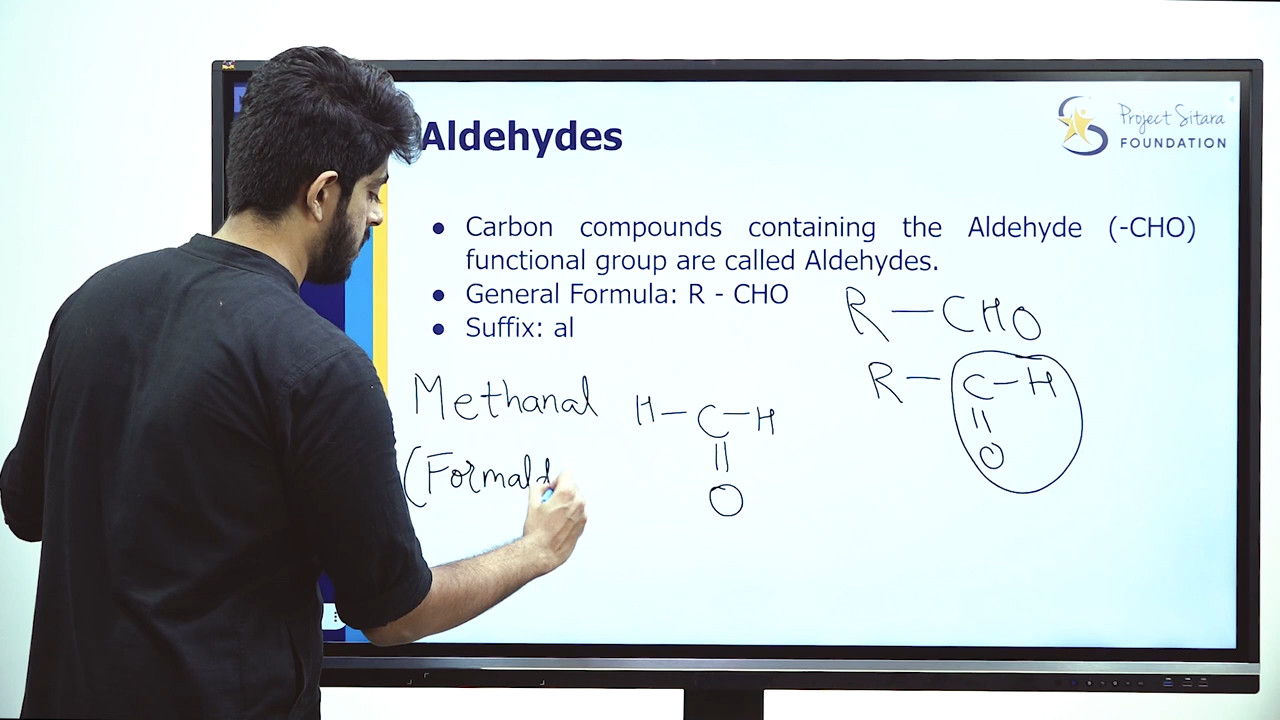 Aldehydes
Project Sitara
FOUNDATION
● Carbon compounds containing the Aldehyde (-CHO)
functional group are called Aldehydes.
● General Formula: R - CHO
● Suffix: al
R — CHO
R — C — H
||
O
Methanal
H — C — H
||
O
(Formald